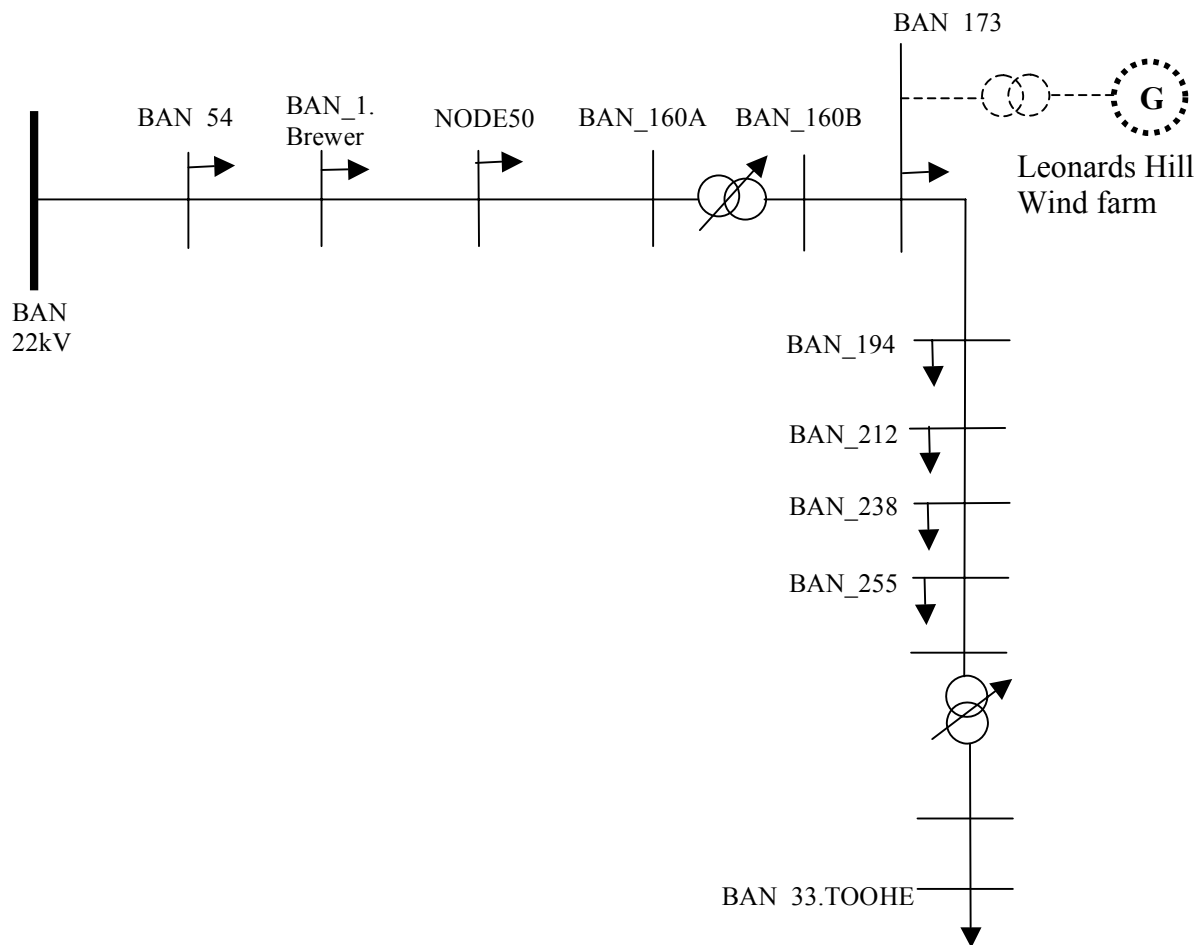 BAN 173
BAN 54
BAN_1.
Brewer
NODE50
BAN_160A
BAN_160B
G
Leonards Hill
Wind farm
BAN
22kV
BAN_194
BAN_212
BAN_238
BAN_255
BAN 33.TOOHE